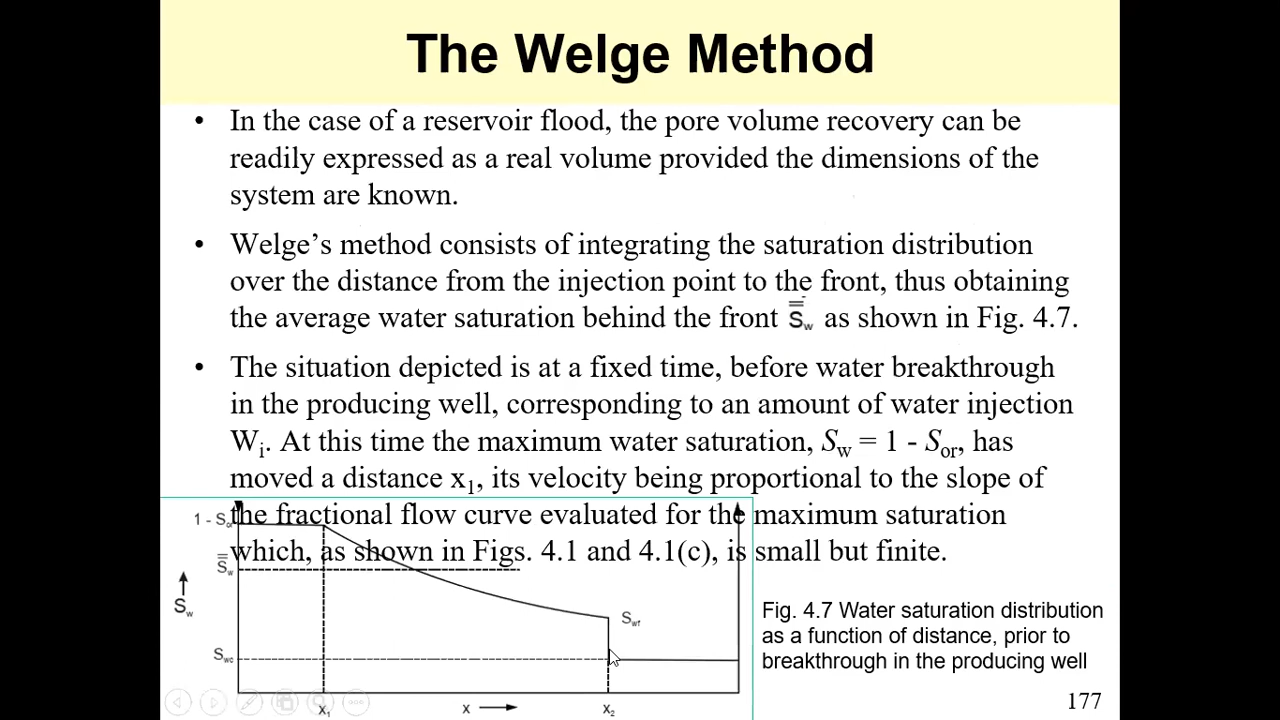 The Welge Method
• In the case of a reservoir flood, the pore volume recovery can be
readily expressed as a real volume provided the dimensions of the
system are known.
• Welge’s method consists of integrating the saturation distribution
over the distance from the injection point to the front, thus obtaining
the average water saturation behind the front S̿w as shown in Fig. 4.7.
• The situation depicted is at a fixed time, before water breakthrough
in the producing well, corresponding to an amount of water injection
Wi. At this time the maximum water saturation, Sw = 1 - Sor, has
moved a distance x1, its velocity being proportional to the slope of
the fractional flow curve evaluated for the maximum saturation
which, as shown in Figs. 4.1 and 4.1(c), is small but finite.
1 - Sor
S̿w
Sw
Swf
Swc
x1
x
x2
Fig. 4.7 Water saturation distribution
as a function of distance, prior to
breakthrough in the producing well
177